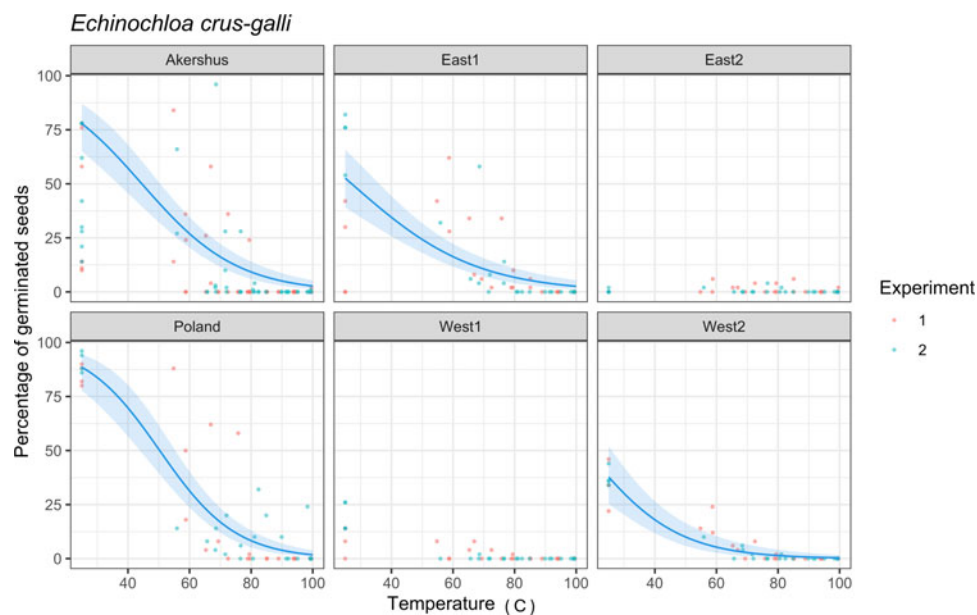 Echinochloa crus-galli
Akershus East1 East2
100
75
50
25
0
Poland West1 West2
100
75
50
25
0
40 60 80 100 40 60 80 100 40 60 80 100
Temperature (C)
Percentage of germinated seeds
Experiment
1
2